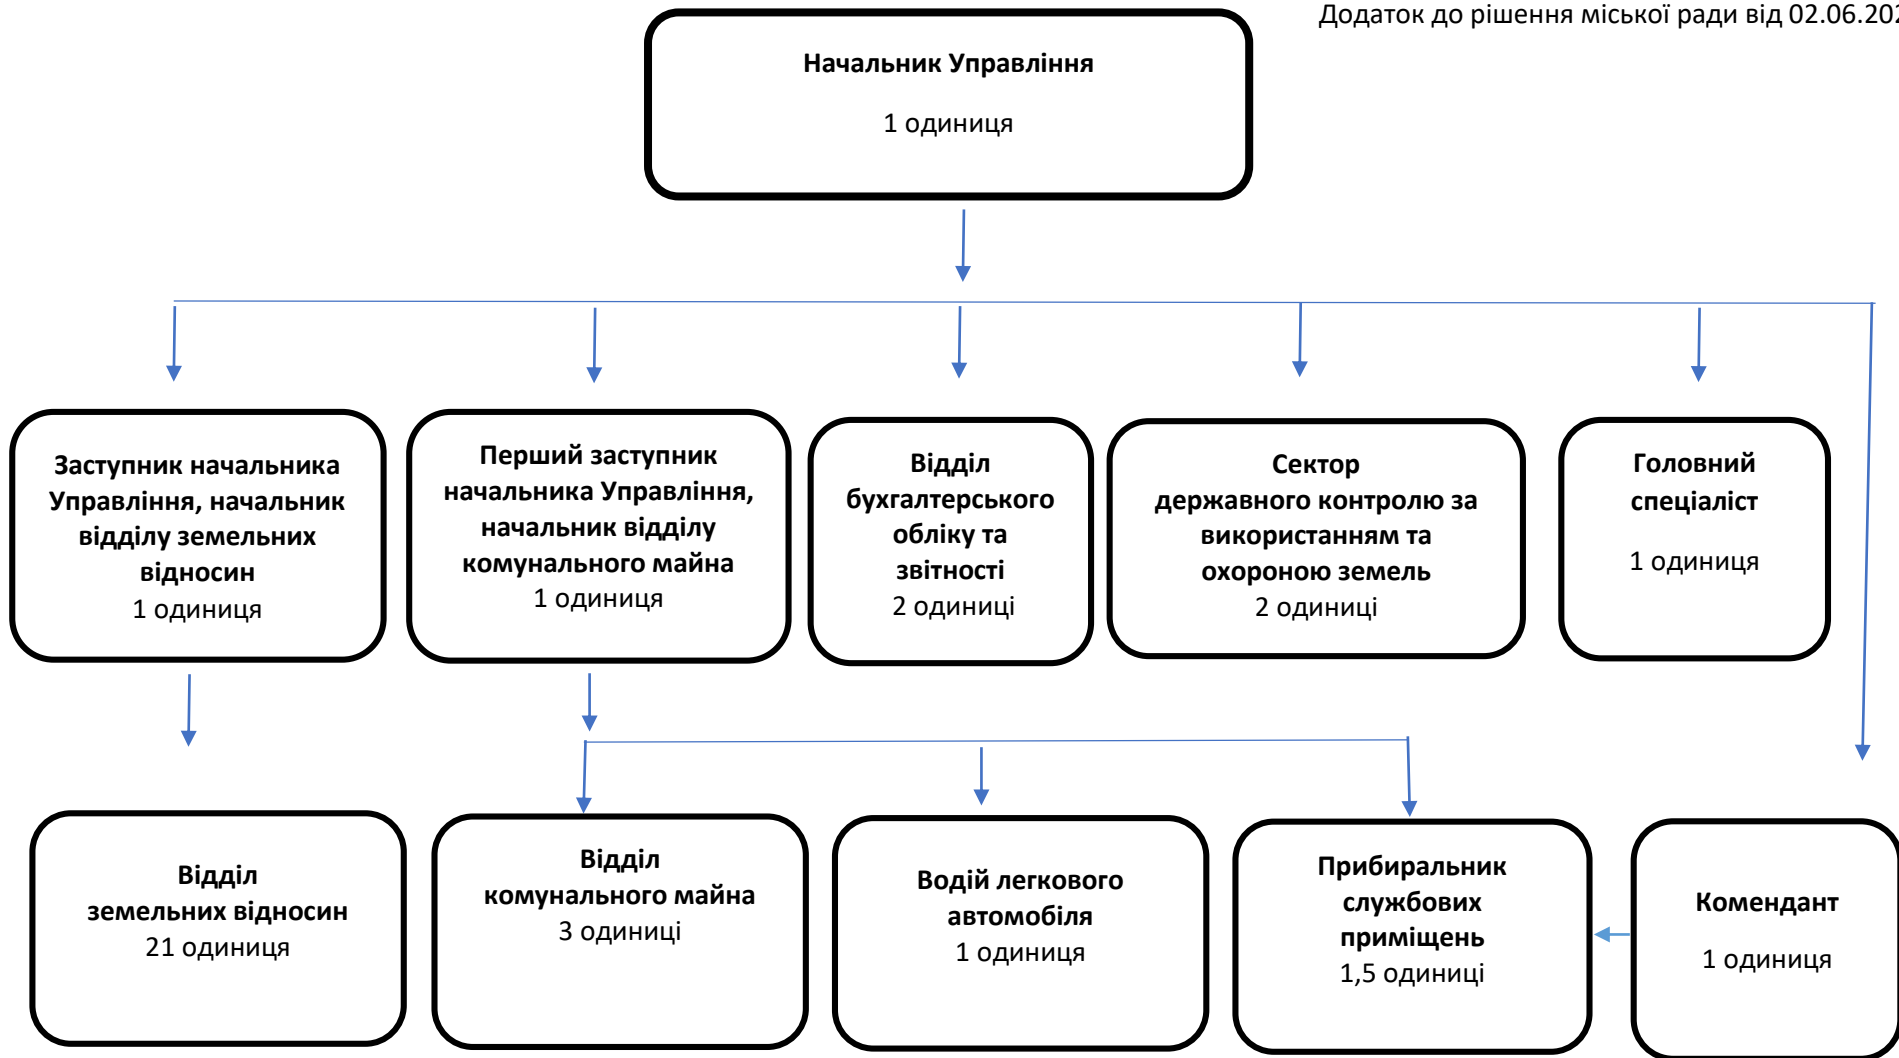 Додаток до рішення міської ради від 02.06.202
Начальник Управління
1 одиниця
Заступник начальника
Управління, начальник
відділу земельних
відносин
1 одиниця
Перший заступник
начальника Управління,
начальник відділу
комунального майна
1 одиниця
Відділ
бухгалтерського
обліку та
звітності
2 одиниці
Сектор
державного контролю за
використанням та
охороною земель
2 одиниці
Головний
спеціаліст
1 одиниця
Відділ
земельних відносин
21 одиниця
Відділ
комунального майна
3 одиниці
Водій легкового
автомобіля
1 одиниця
Прибиральник
службових
приміщень
1,5 одиниці
Комендант
1 одиниця